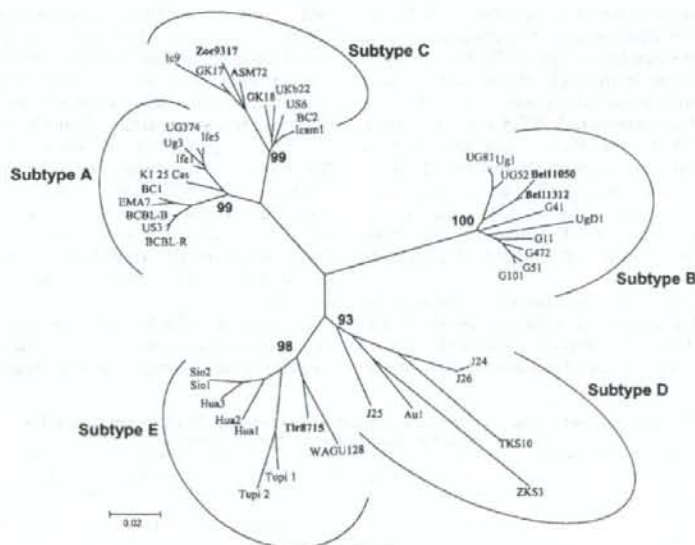 Subtype C
Ic9
Zor9317
GK17
ASM72
GK18
UKb22
US6
BC2
Icam1
99
Subtype A
UG374
Ife5
Ug3
Ife1
K1 25 Cas
BC1
EMA7
BCBL-B
US3
BCBL-R
99
Subtype B
UG81
Ug1
UG52
Bel11050
Bel11312
G41
UgD1
100
G11
G472
G51
G101
93
98
Subtype D
J24
J26
J25
Au1
TKS10
ZKS3
Subtype E
Sio2
Sio1
Hua3
Hua2
Hua1
Tir8715
WAGU128
Tupi 1
Tupi 2
0.02